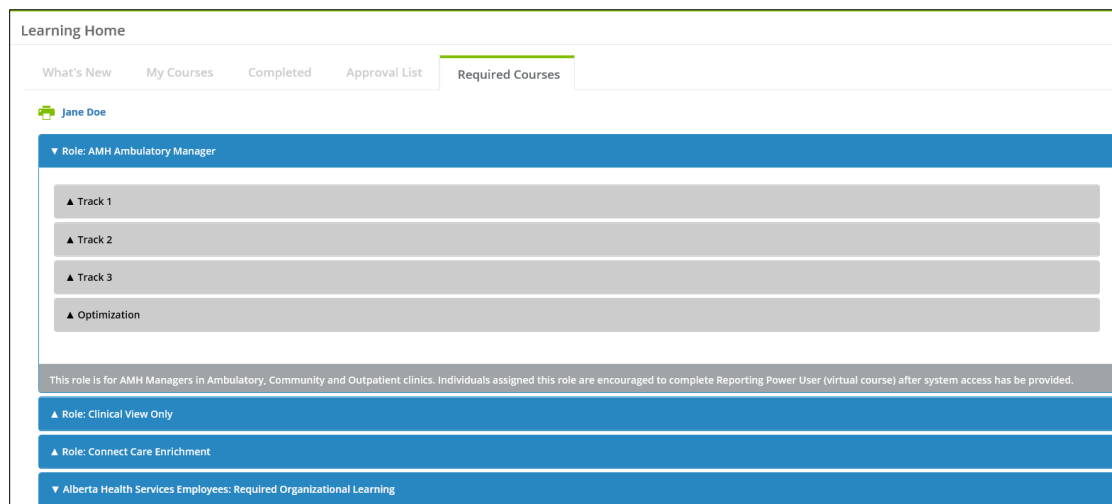 Learning Home
What's New My Courses Completed Approval List Required Courses
Jane Doe
▼ Role: AMH Ambulatory Manager
▲ Track 1
▲ Track 2
▲ Track 3
▲ Optimization
This role is for AMH Managers in Ambulatory, Community and Outpatient clinics. Individuals assigned this role are encouraged to complete Reporting Power User (virtual course) after system access has be provided.
▲ Role: Clinical View Only
▲ Role: Connect Care Enrichment
▼ Alberta Health Services Employees: Required Organizational Learning